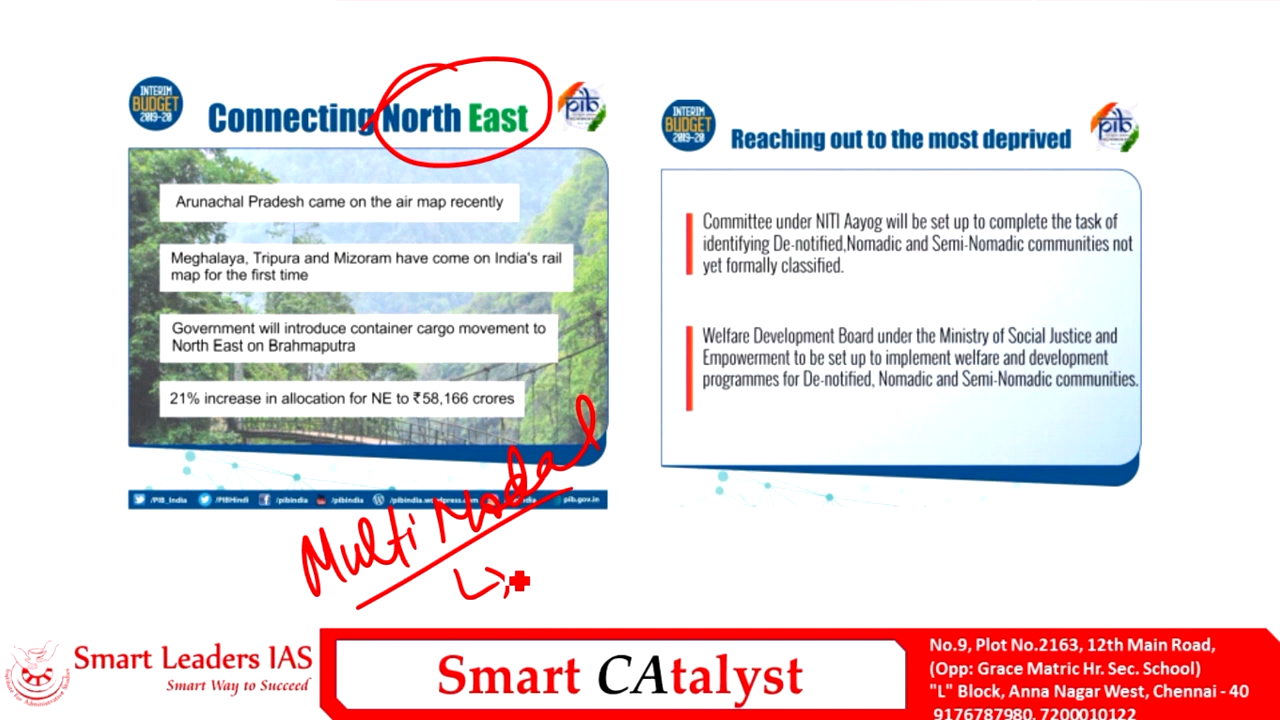 INTERIM
BUDGET
2019-20
Connecting North East
pib
Arunachal Pradesh came on the air map recently
Meghalaya, Tripura and Mizoram have come on India's rail
map for the first time
Government will introduce container cargo movement to
North East on Brahmaputra
21% increase in allocation for NE to ₹58,166 crores
/PIB_India /PIBHindi /pibindia /pibindia /pibindia.wordpress.com pib.gov.in
Multi Modal
INTERIM
BUDGET
2019-20
Reaching out to the most deprived
pib
Committee under NITI Aayog will be set up to complete the task of
identifying De-notified,Nomadic and Semi-Nomadic communities not
yet formally classified.
Welfare Development Board under the Ministry of Social Justice and
Empowerment to be set up to implement welfare and development
programmes for De-notified, Nomadic and Semi-Nomadic communities.
Smart Leaders IAS
Smart Way to Succeed
Smart CAtalyst
No.9, Plot No.2163, 12th Main Road,
(Opp: Grace Matric Hr. Sec. School)
"L" Block, Anna Nagar West, Chennai - 40
9176787980, 7200010122